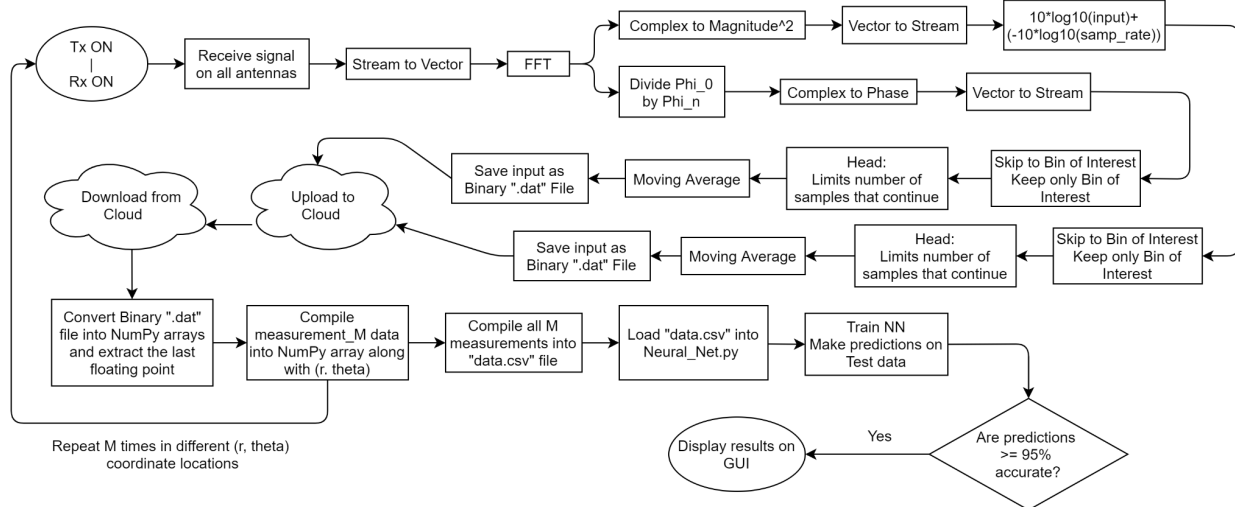 Tx ON
|
Rx ON
Receive signal
on all antennas
Stream to Vector
FFT
Complex to Magnitude^2
Vector to Stream
10*log10(input)+
(-10*log10(samp_rate))
Divide Phi_0
by Phi_n
Complex to Phase
Vector to Stream
Skip to Bin of Interest
Keep only Bin of
Interest
Head:
Limits number of
samples that continue
Moving Average
Save input as
Binary ".dat" File
Skip to Bin of Interest
Keep only Bin of
Interest
Head:
Limits number of
samples that continue
Moving Average
Save input as
Binary ".dat" File
Upload to
Cloud
Download from
Cloud
Convert Binary ".dat"
file into NumPy arrays
and extract the last
floating point
Compile
measurement_M data
into NumPy array along
with (r. theta)
Compile all M
measurements into
"data.csv" file
Load "data.csv" into
Neural_Net.py
Train NN
Make predictions on
Test data
Repeat M times in different (r, theta)
coordinate locations
Are predictions
>= 95%
accurate?
Yes
Display results on
GUI